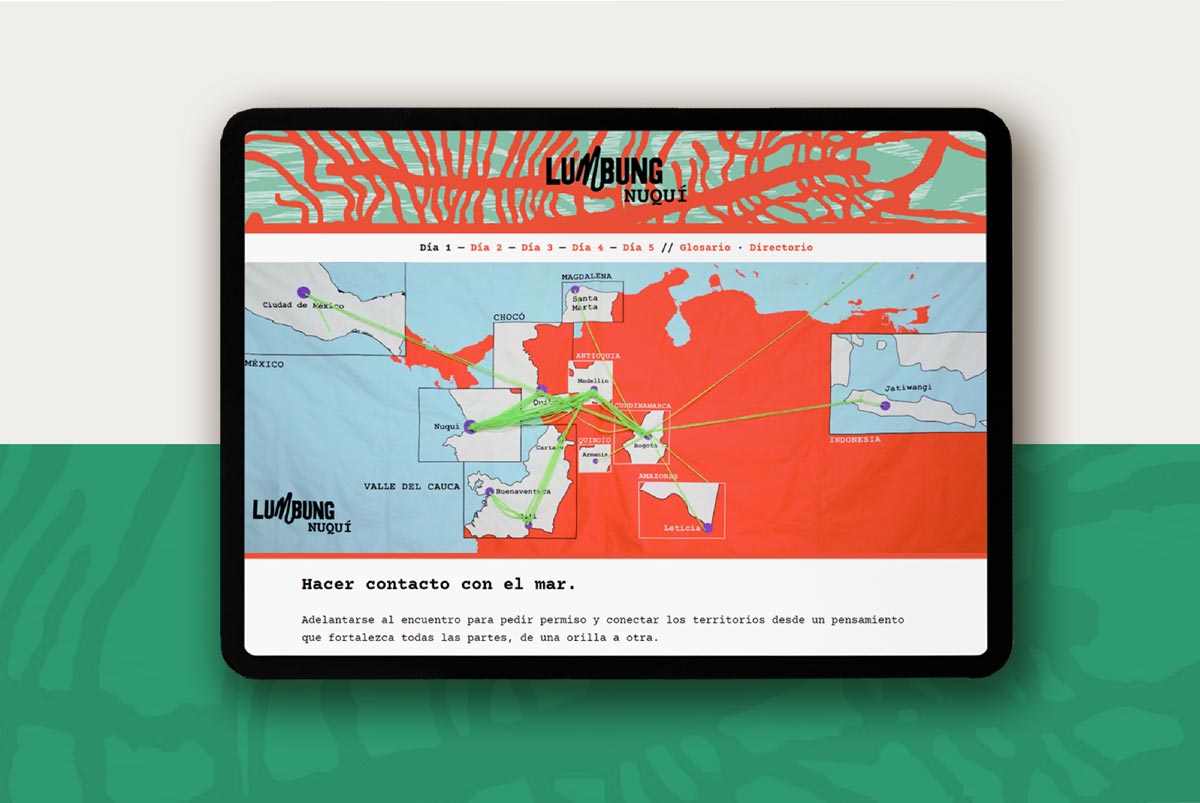 LUMBUNG
NUQUÍ
Día 1 — Día 2 — Día 3 — Día 4 — Día 5 // Glosario · Directorio
MAGDALENA
Santa
Marta
Ciudad de México
CHOCÓ
MÉXICO
ANTIOQUIA
Medellín
Jatiwangi
CUNDINAMARCA
Nuquí
INDONESIA
QUINDIO
Bogotá
Armenia
AMAZONAS
VALLE DEL CAUCA
Buenaventura
LUMBUNG
NUQUÍ
Cali
Leticia
Hacer contacto con el mar.
Adelantarse al encuentro para pedir permiso y conectar los territorios desde un pensamiento
que fortalezca todas las partes, de una orilla a otra.